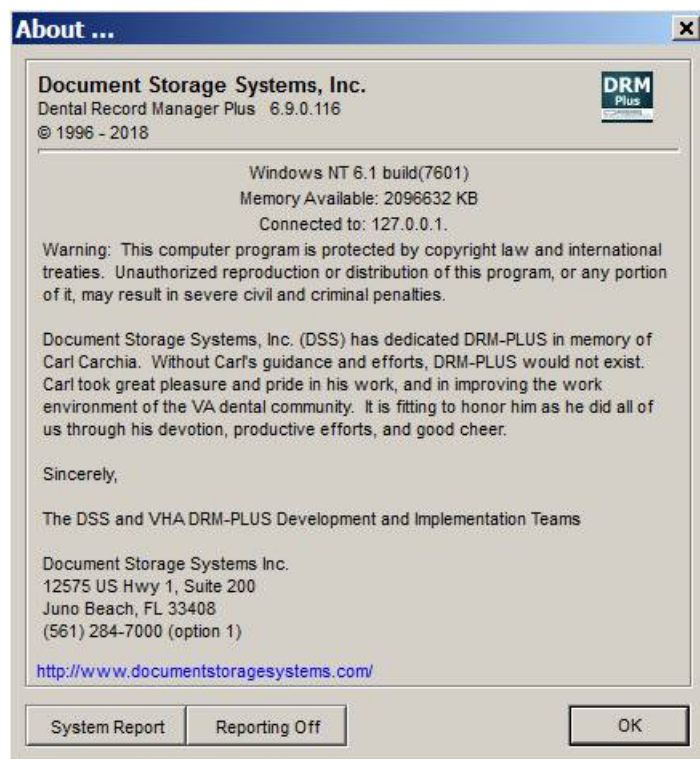 About ...
Document Storage Systems, Inc.
Dental Record Manager Plus 6.9.0.116
© 1996 - 2018
DRM
Plus
Windows NT 6.1 build(7601)
Memory Available: 2096632 KB
Connected to: 127.0.0.1.
Warning: This computer program is protected by copyright law and international
treaties. Unauthorized reproduction or distribution of this program, or any portion
of it, may result in severe civil and criminal penalties.
Document Storage Systems, Inc. (DSS) has dedicated DRM-PLUS in memory of
Carl Carchia. Without Carl's guidance and efforts, DRM-PLUS would not exist.
Carl took great pleasure and pride in his work, and in improving the work
environment of the VA dental community. It is fitting to honor him as he did all of
us through his devotion, productive efforts, and good cheer.
Sincerely,
The DSS and VHA DRM-PLUS Development and Implementation Teams
Document Storage Systems Inc.
12575 US Hwy 1, Suite 200
Juno Beach, FL 33408
(561) 284-7000 (option 1)
http://www.documentstoragesystems.com/
System Report
Reporting Off
OK